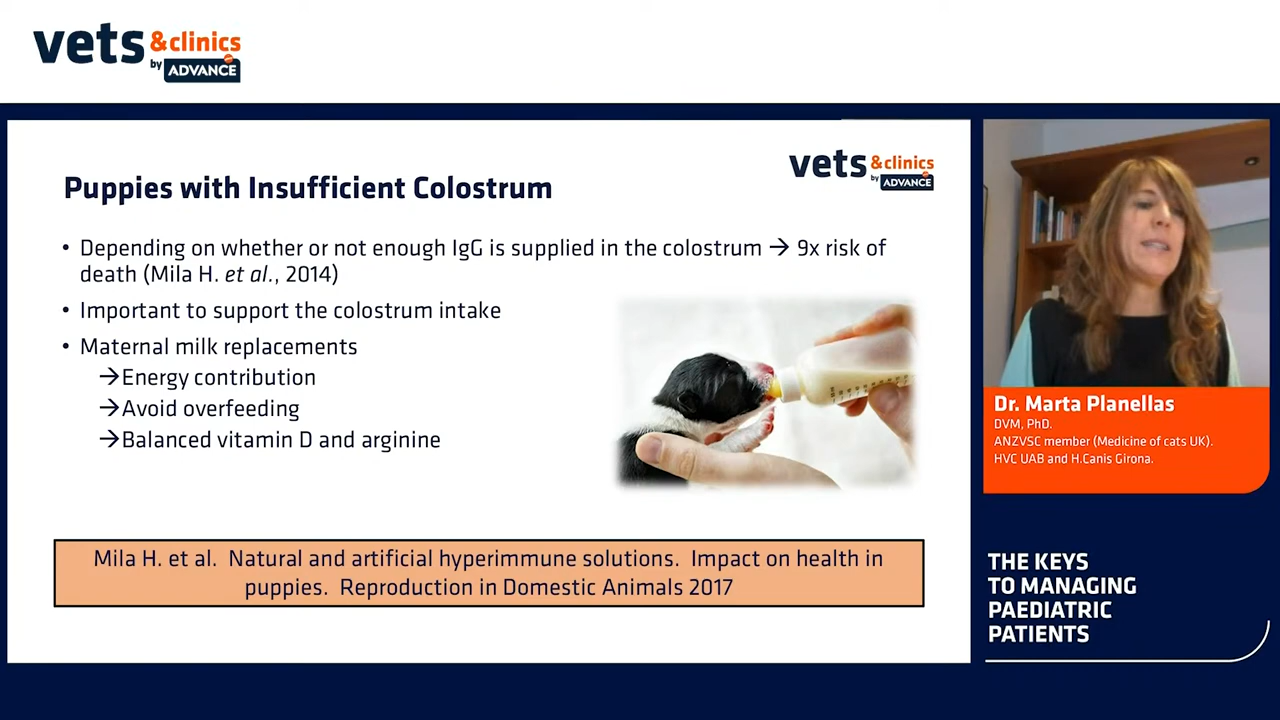 vets &clinics
by ADVANCE
vets &clinics
by ADVANCE
Puppies with Insufficient Colostrum
• Depending on whether or not enough IgG is supplied in the colostrum → 9x risk of
death (Mila H. et al., 2014)
• Important to support the colostrum intake
• Maternal milk replacements
→Energy contribution
→Avoid overfeeding
→Balanced vitamin D and arginine
Mila H. et al. Natural and artificial hyperimmune solutions. Impact on health in
puppies. Reproduction in Domestic Animals 2017
Dr. Marta Planellas
DVM, PhD.
ANZVSC member (Medicine of cats UK).
HVC UAB and H.Canis Girona.
THE KEYS
TO MANAGING
PAEDIATRIC
PATIENTS